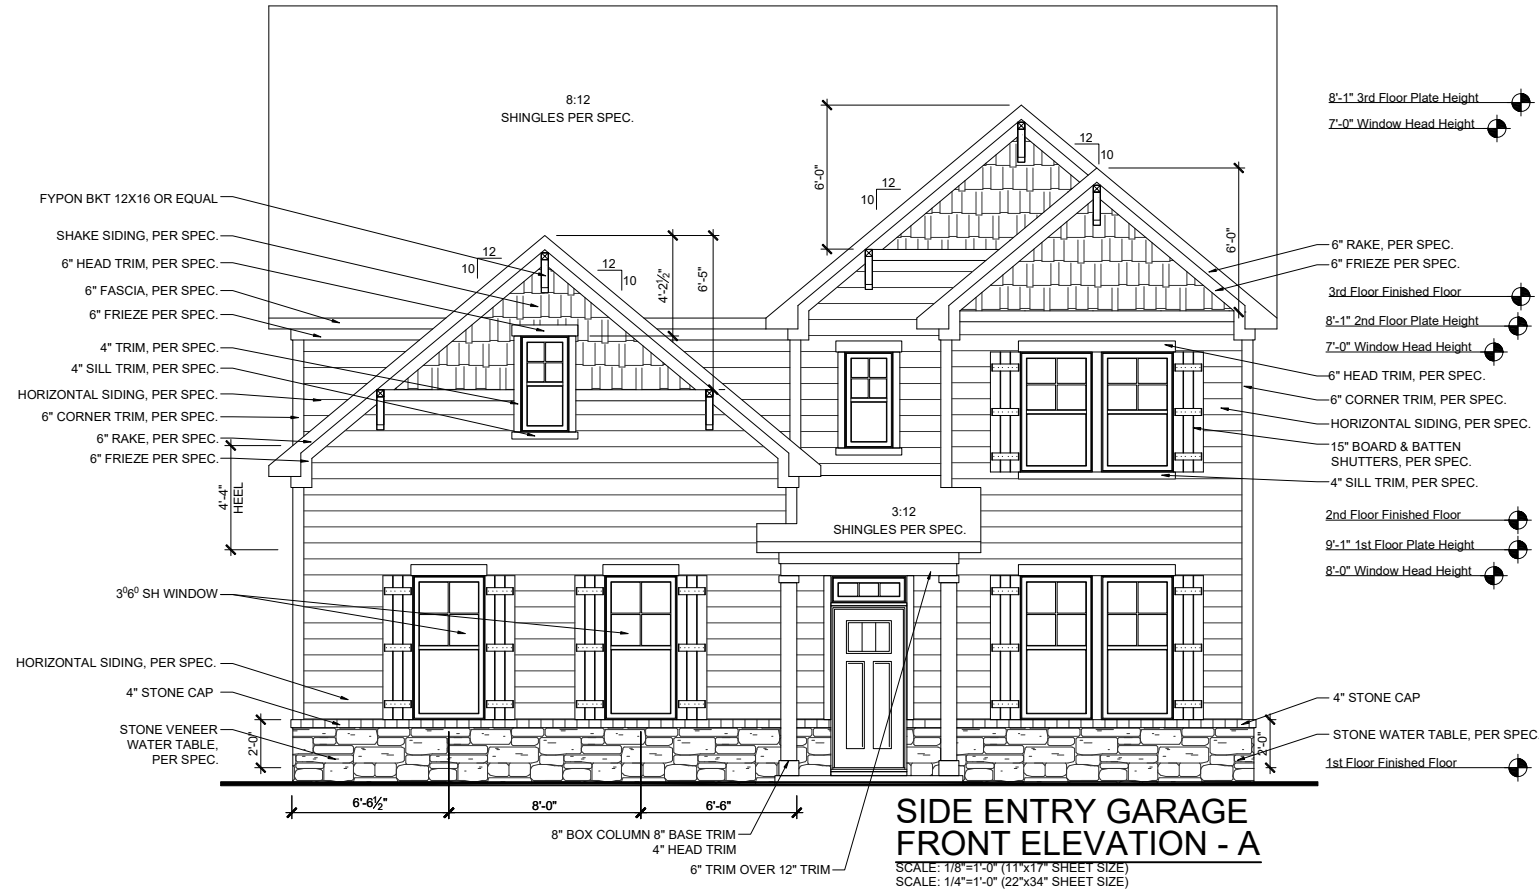 8:12
SHINGLES PER SPEC.
FYPON BKT 12X16 OR EQUAL
SHAKE SIDING, PER SPEC.
6" HEAD TRIM, PER SPEC.
6" FASCIA, PER SPEC.
6" FRIEZE PER SPEC.
4" TRIM, PER SPEC.
4" SILL TRIM, PER SPEC.
HORIZONTAL SIDING, PER SPEC.
6" CORNER TRIM, PER SPEC.
6" RAKE, PER SPEC.
6" FRIEZE PER SPEC.
4'-4"
HEEL
3⁰6⁰ SH WINDOW
HORIZONTAL SIDING, PER SPEC.
4" STONE CAP
STONE VENEER
WATER TABLE,
PER SPEC.
2'-0"
12
10
12
10
4'-2½"
6'-5"
6'-0"
12
10
12
10
6'-0"
3:12
SHINGLES PER SPEC.
8'-1" 3rd Floor Plate Height
7'-0" Window Head Height
6" RAKE, PER SPEC.
6" FRIEZE PER SPEC.
3rd Floor Finished Floor
8'-1" 2nd Floor Plate Height
7'-0" Window Head Height
6" HEAD TRIM, PER SPEC.
6" CORNER TRIM, PER SPEC.
HORIZONTAL SIDING, PER SPEC.
15" BOARD & BATTEN
SHUTTERS, PER SPEC.
4" SILL TRIM, PER SPEC.
2nd Floor Finished Floor
9'-1" 1st Floor Plate Height
8'-0" Window Head Height
4" STONE CAP
STONE WATER TABLE, PER SPEC.
2'-0"
1st Floor Finished Floor
6'-6½"
8'-0"
6'-6"
8" BOX COLUMN 8" BASE TRIM
4" HEAD TRIM
6" TRIM OVER 12" TRIM
SIDE ENTRY GARAGE
FRONT ELEVATION - A
SCALE: 1/8"=1'-0" (11"x17" SHEET SIZE)
SCALE: 1/4"=1'-0" (22"x34" SHEET SIZE)